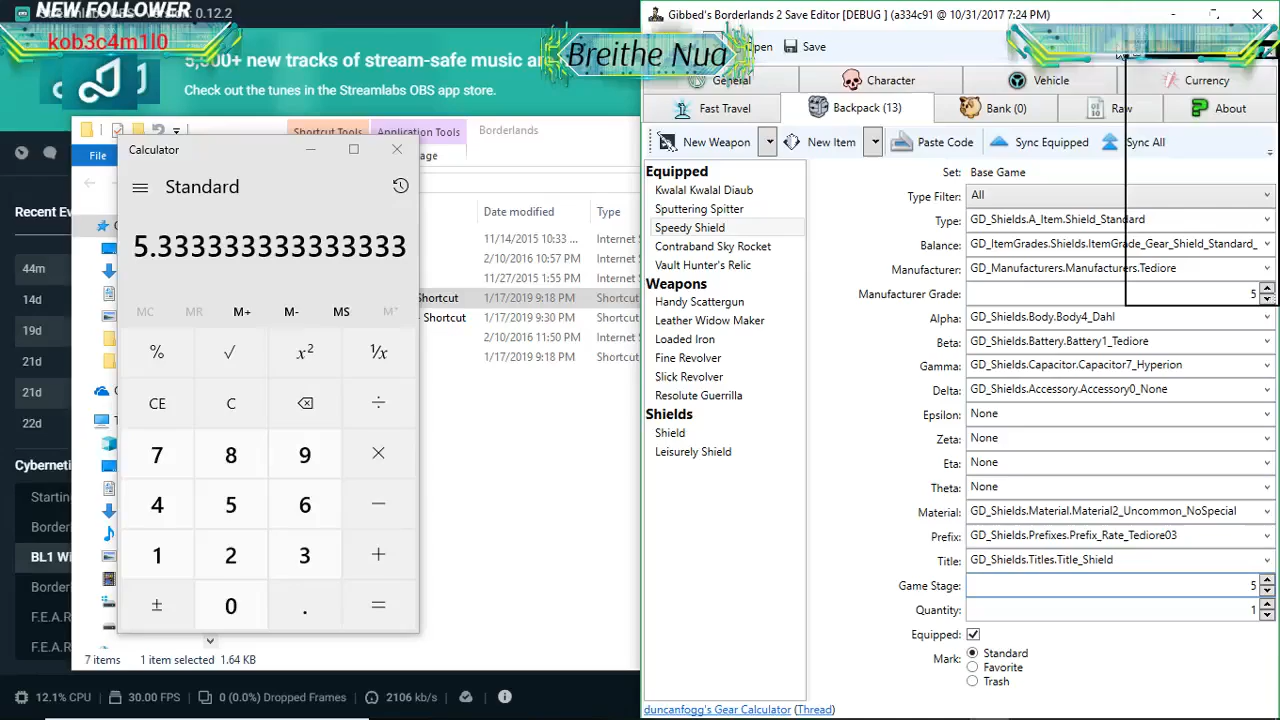 NEW FOLLOWER
kob3c4m1l0
Breithe Nua
0.12.2
5,000+ new tracks of stream-safe music
Check out the tunes in the Streamlabs OBS app store.
Recent
44m
14d
19d
21d
21d
22d
Starting
BL1
F.E.A.R
F.E.A.R
12.1% CPU
30.00 FPS
0 (0.0%) Dropped Frames
2106 kb/s
Shortcut Tools
Application Tools
Borderlands
File
Date modified
Type
11/14/2015 10:33 ...
Internet
2/10/2016 10:57 PM
Internet
11/27/2015 1:55 PM
Internet
Shortcut
1/17/2019 9:18 PM
- Shortcut
1/17/2019 9:30 PM
2/10/2016 11:50 PM
Internet
1/17/2019 9:18 PM
7 items
1 item selected
1.64 KB
Calculator
Standard
5.333333333333333
MC MR M+ M- MS M˅
% √ x² ¹/x
CE C ⌫ ÷
7 8 9 ×
4 5 6 −
1 2 3 +
± 0 . =
Gibbed's Borderlands 2 Save Editor [DEBUG] (a334c91 @ 10/31/2017 7:24 PM)
Save
General
Character
Vehicle
Currency
Fast Travel
Backpack (13)
Bank (0)
Raw
About
New Weapon
New Item
Paste Code
Sync Equipped
Sync All
Equipped
Kwalal Kwalal Diaub
Sputtering Spitter
Speedy Shield
Contraband Sky Rocket
Vault Hunter's Relic
Weapons
Handy Scattergun
Leather Widow Maker
Loaded Iron
Fine Revolver
Slick Revolver
Resolute Guerrilla
Shields
Shield
Leisurely Shield
Set: Base Game
Type Filter: All
Type: GD_Shields.A_Item.Shield_Standard
Balance: GD_ItemGrades.Shields.ItemGrade_Gear_Shield_Standard_
Manufacturer: GD_Manufacturers.Manufacturers.Tediore
Manufacturer Grade: 5
Alpha: GD_Shields.Body.Body4_Dahl
Beta: GD_Shields.Battery.Battery1_Tediore
Gamma: GD_Shields.Capacitor.Capacitor7_Hyperion
Delta: GD_Shields.Accessory.Accessory0_None
Epsilon: None
Zeta: None
Eta: None
Theta: None
Material: GD_Shields.Material.Material2_Uncommon_NoSpecial
Prefix: GD_Shields.Prefixes.Prefix_Rate_Tediore03
Title: GD_Shields.Titles.Title_Shield
Game Stage: 5
Quantity: 1
Equipped:
Mark: Standard
Favorite
Trash
duncanfogg's Gear Calculator (Thread)